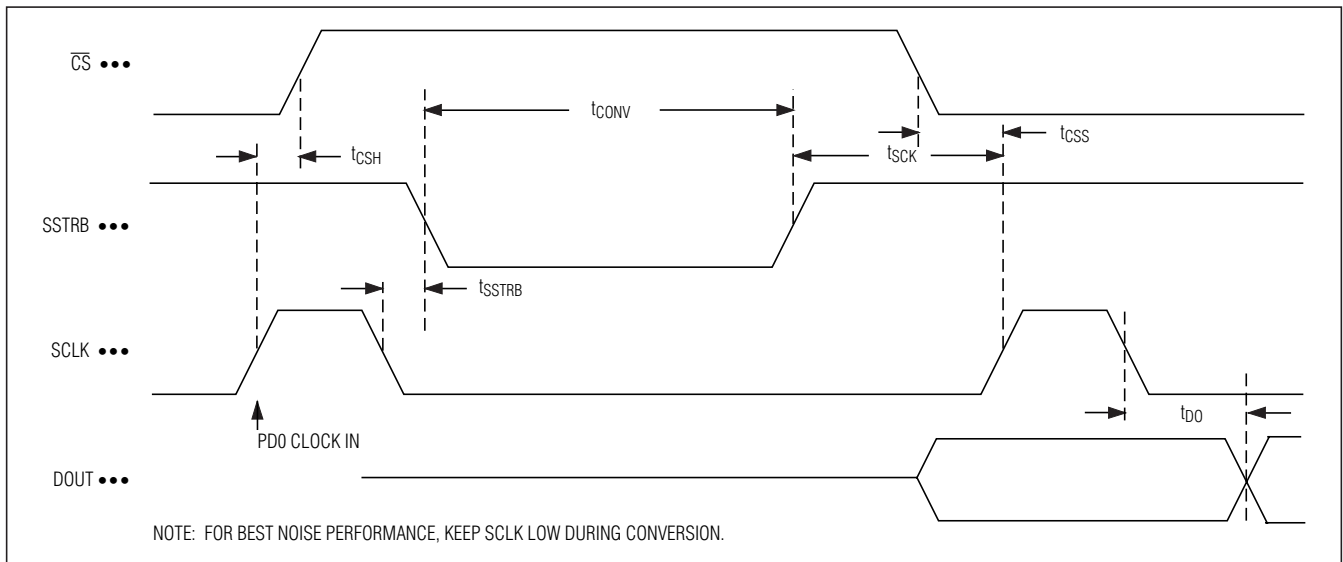 CS •••
tCONV
tCSS
tCSH
tSCK
SSTRB •••
tSSTRB
SCLK •••
tDO
PD0 CLOCK IN
DOUT •••
NOTE: FOR BEST NOISE PERFORMANCE, KEEP SCLK LOW DURING CONVERSION.